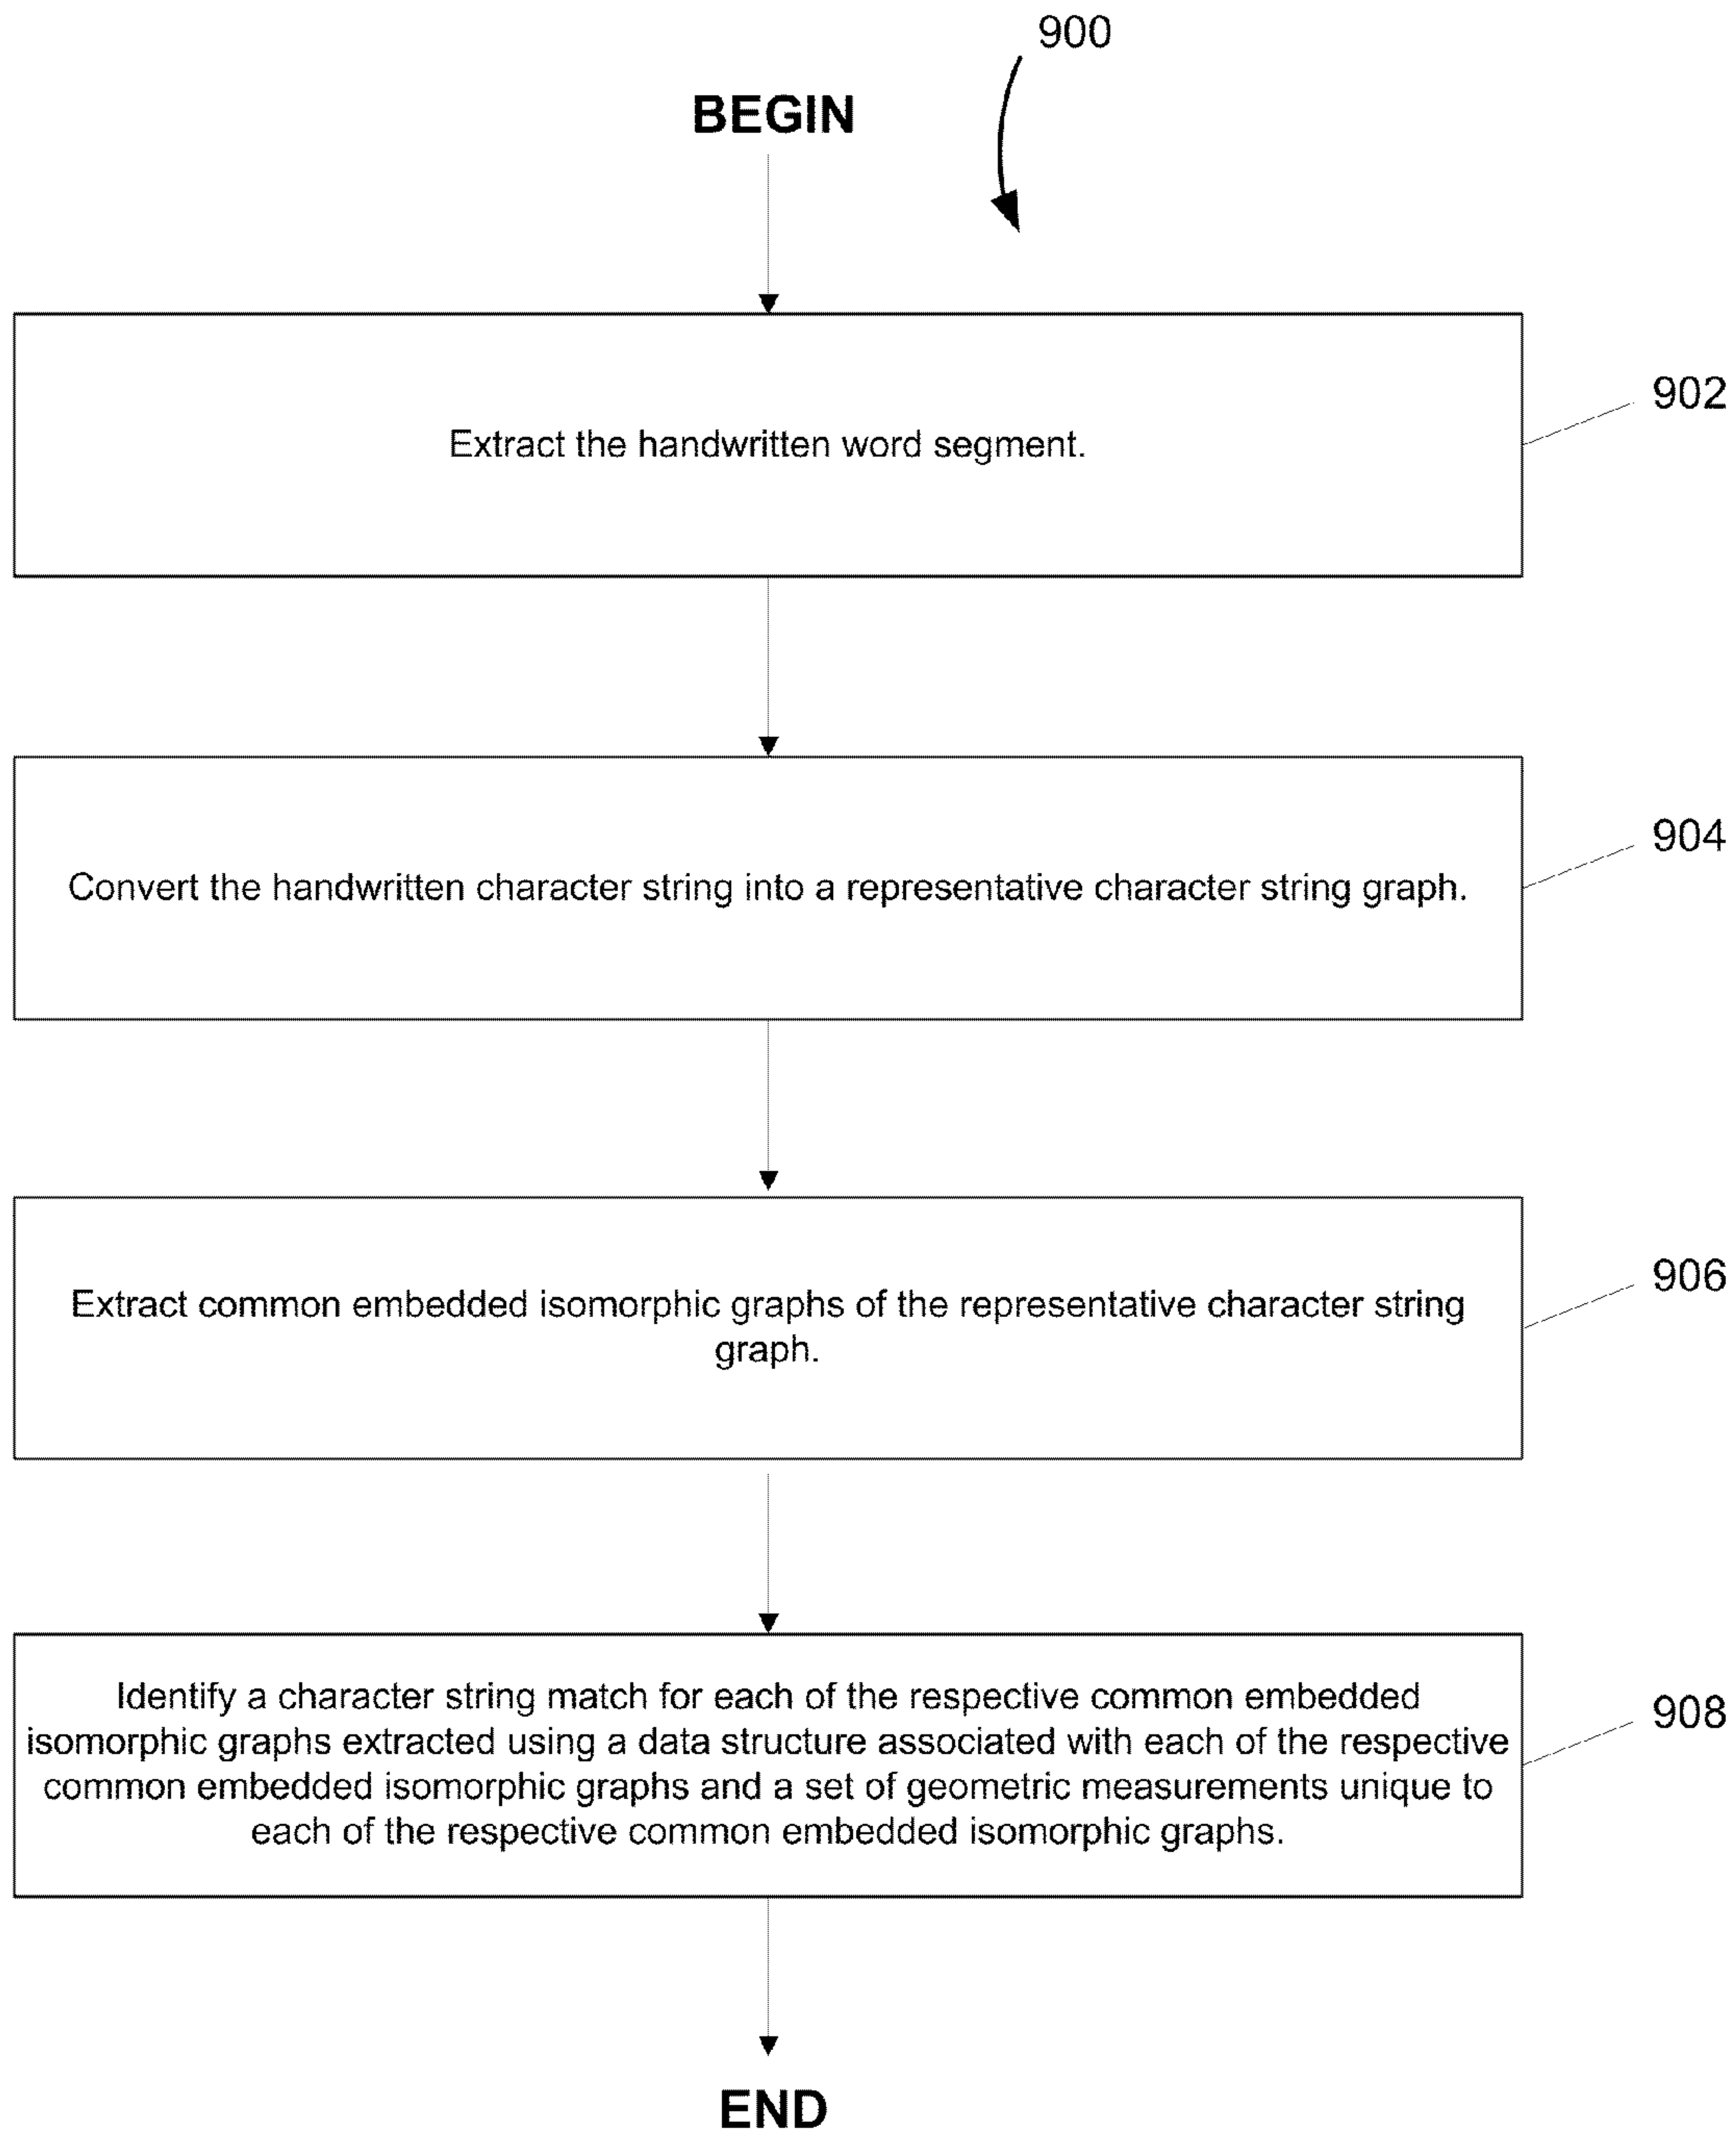 900
BEGIN
Extract the handwritten word segment.
902
Convert the handwritten character string into a representative character string graph.
904
Extract common embedded isomorphic graphs of the representative character string
graph.
906
Identify a character string match for each of the respective common embedded
isomorphic graphs extracted using a data structure associated with each of the respective
common embedded isomorphic graphs and a set of geometric measurements unique to
each of the respective common embedded isomorphic graphs.
908
END